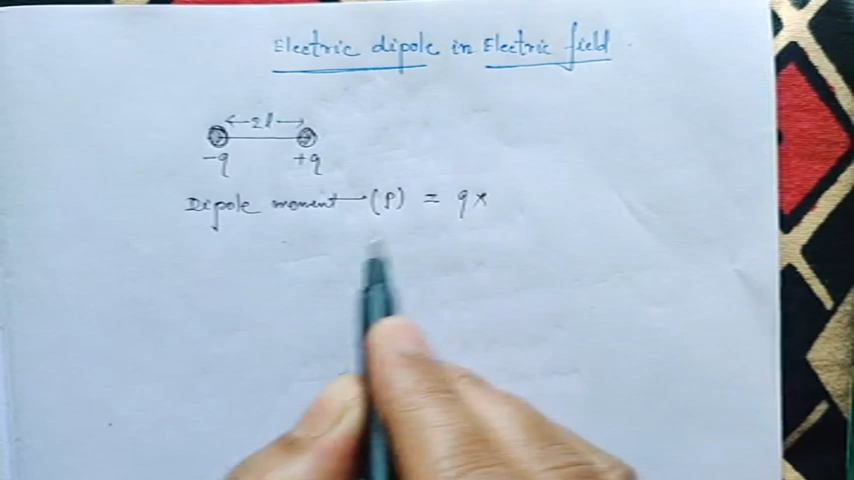 Electric dipole in Electric field
2l
-q +q
Dipole moment (P) = q×